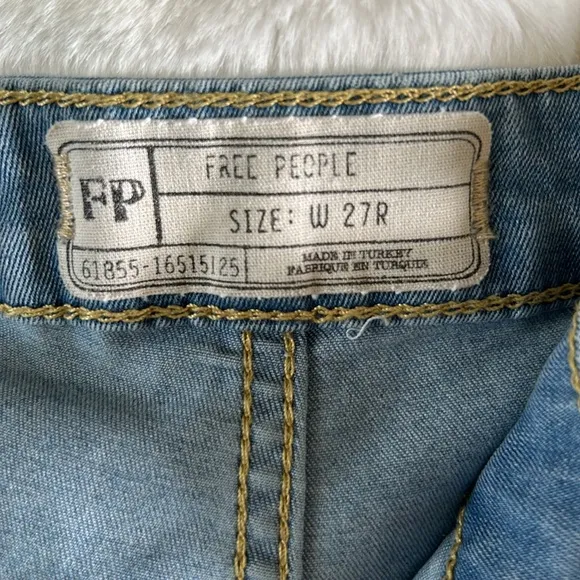 FP
FREE PEOPLE
SIZE: W 27R
61855-16515125
MADE IN TURKEY
FABRIQUE EN TURQUIE